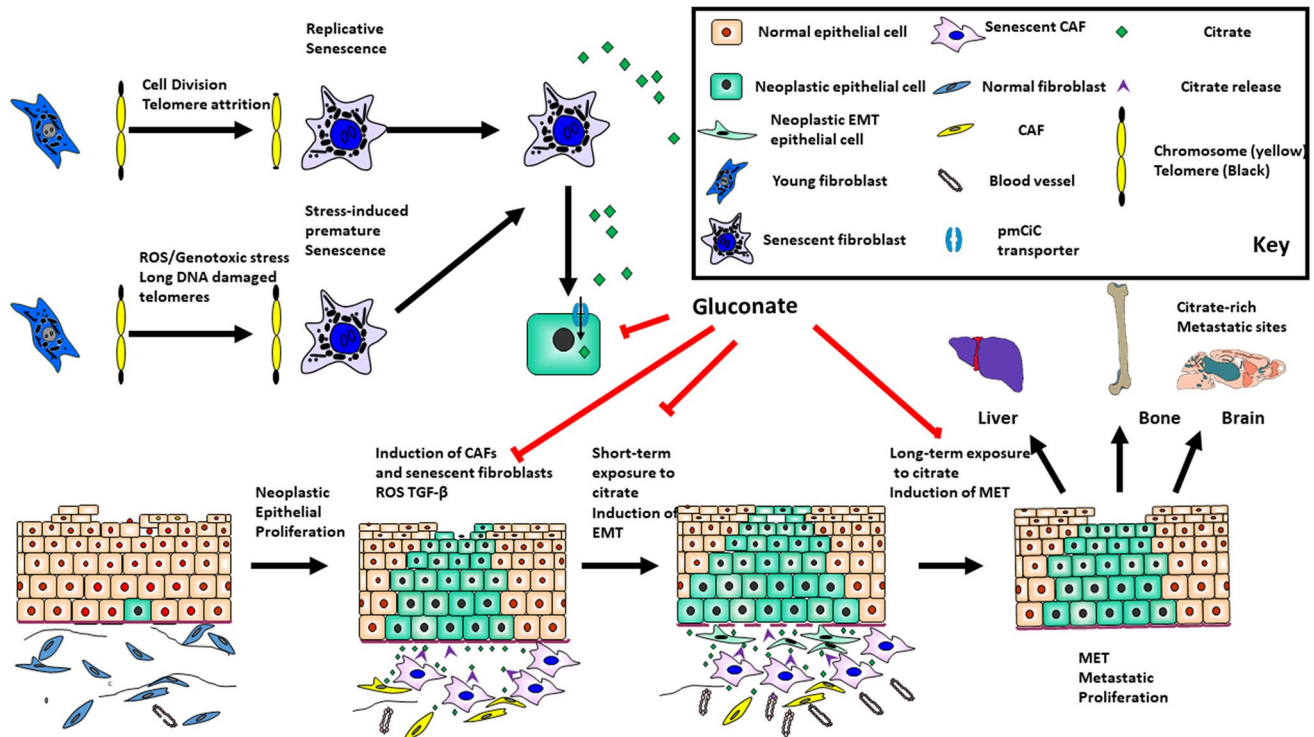 Replicative
Senescence
Cell Division
Telomere attrition
Stress-induced
premature
Senescence
ROS/Genotoxic stress
Long DNA damaged
telomeres
Normal epithelial cell
Senescent CAF
Citrate
Neoplastic epithelial cell
Normal fibroblast
Citrate release
Neoplastic EMT
epithelial cell
CAF
Chromosome (yellow)
Telomere (Black)
Young fibroblast
Blood vessel
Senescent fibroblast
pmCiC
transporter
Key
Gluconate
Citrate-rich
Metastatic sites
Liver
Bone
Brain
Neoplastic
Epithelial
Proliferation
Induction of CAFs
and senescent fibroblasts
ROS TGF-β
Short-term
exposure to
citrate
Induction of
EMT
Long-term exposure
to citrate
Induction of MET
MET
Metastatic
Proliferation